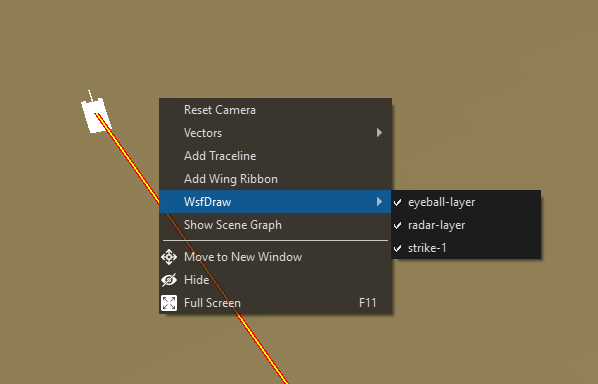 Reset Camera
Vectors
Add Traceline
Add Wing Ribbon
WsfDraw
eyeball-layer
radar-layer
strike-1
Show Scene Graph
Move to New Window
Hide
Full Screen F11